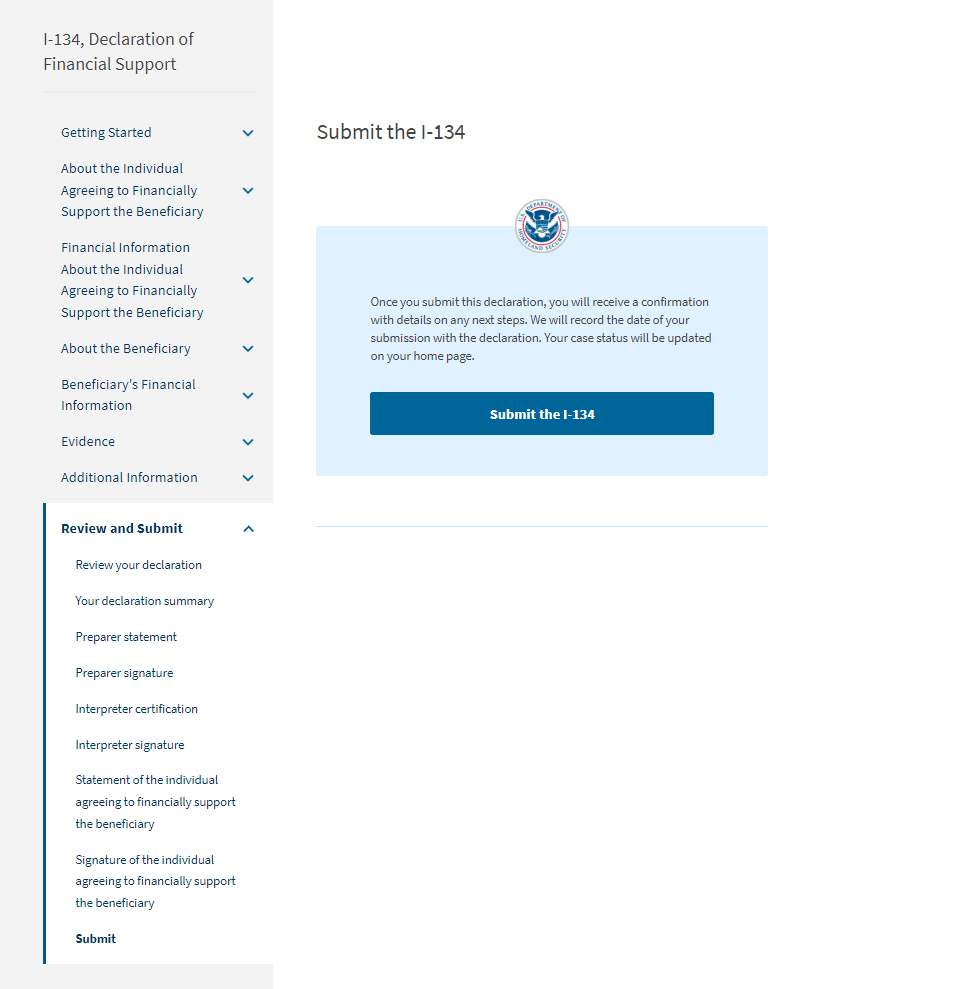 I-134, Declaration of
Financial Support
Getting Started
About the Individual
Agreeing to Financially
Support the Beneficiary
Financial Information
About the Individual
Agreeing to Financially
Support the Beneficiary
About the Beneficiary
Beneficiary's Financial
Information
Evidence
Additional Information
Review and Submit
Review your declaration
Your declaration summary
Preparer statement
Preparer signature
Interpreter certification
Interpreter signature
Statement of the individual
agreeing to financially support
the beneficiary
Signature of the individual
agreeing to financially support
the beneficiary
Submit
Submit the I-134
U.S. DEPARTMENT OF
HOMELAND SECURITY
Once you submit this declaration, you will receive a confirmation
with details on any next steps. We will record the date of your
submission with the declaration. Your case status will be updated
on your home page.
Submit the I-134